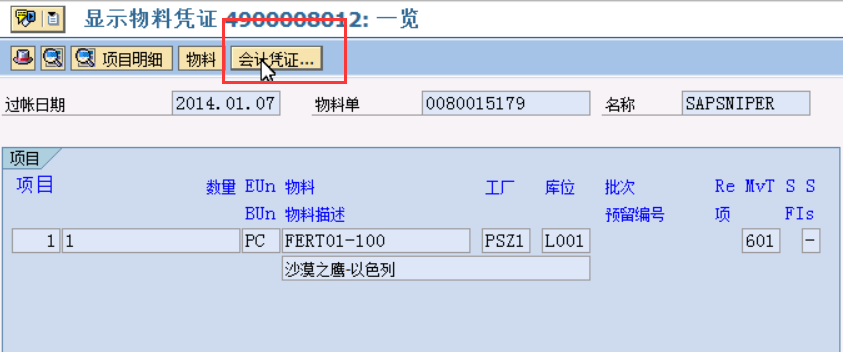 显示物料凭证 4900008012: 一览
项目明细 物料 会计凭证...
过帐日期 2014.01.07 物料单 0080015179 名称 SAPSNIPER
项目
项目 数量 EUn 物料 工厂 库位 批次 Re MvT S S
BUn 物料描述 预留编号 项 FIs
1 1 PC FERT01-100 PSZ1 L001 601 -
沙漠之鹰-以色列